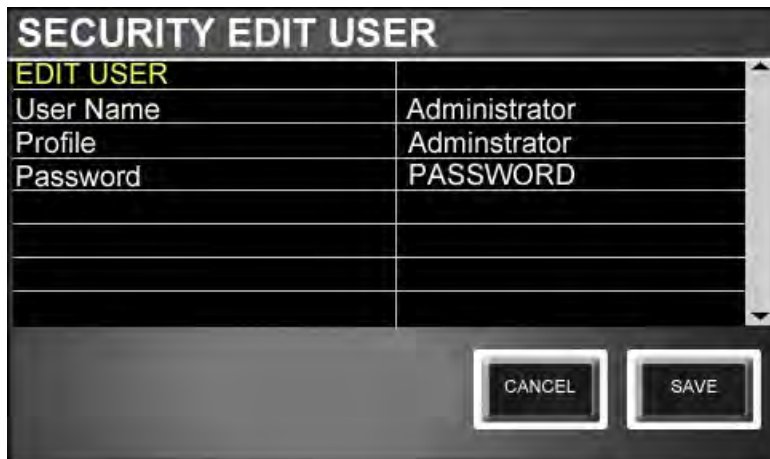 SECURITY EDIT USER
EDIT USER
User Name Administrator
Profile Adminstrator
Password PASSWORD
CANCEL SAVE